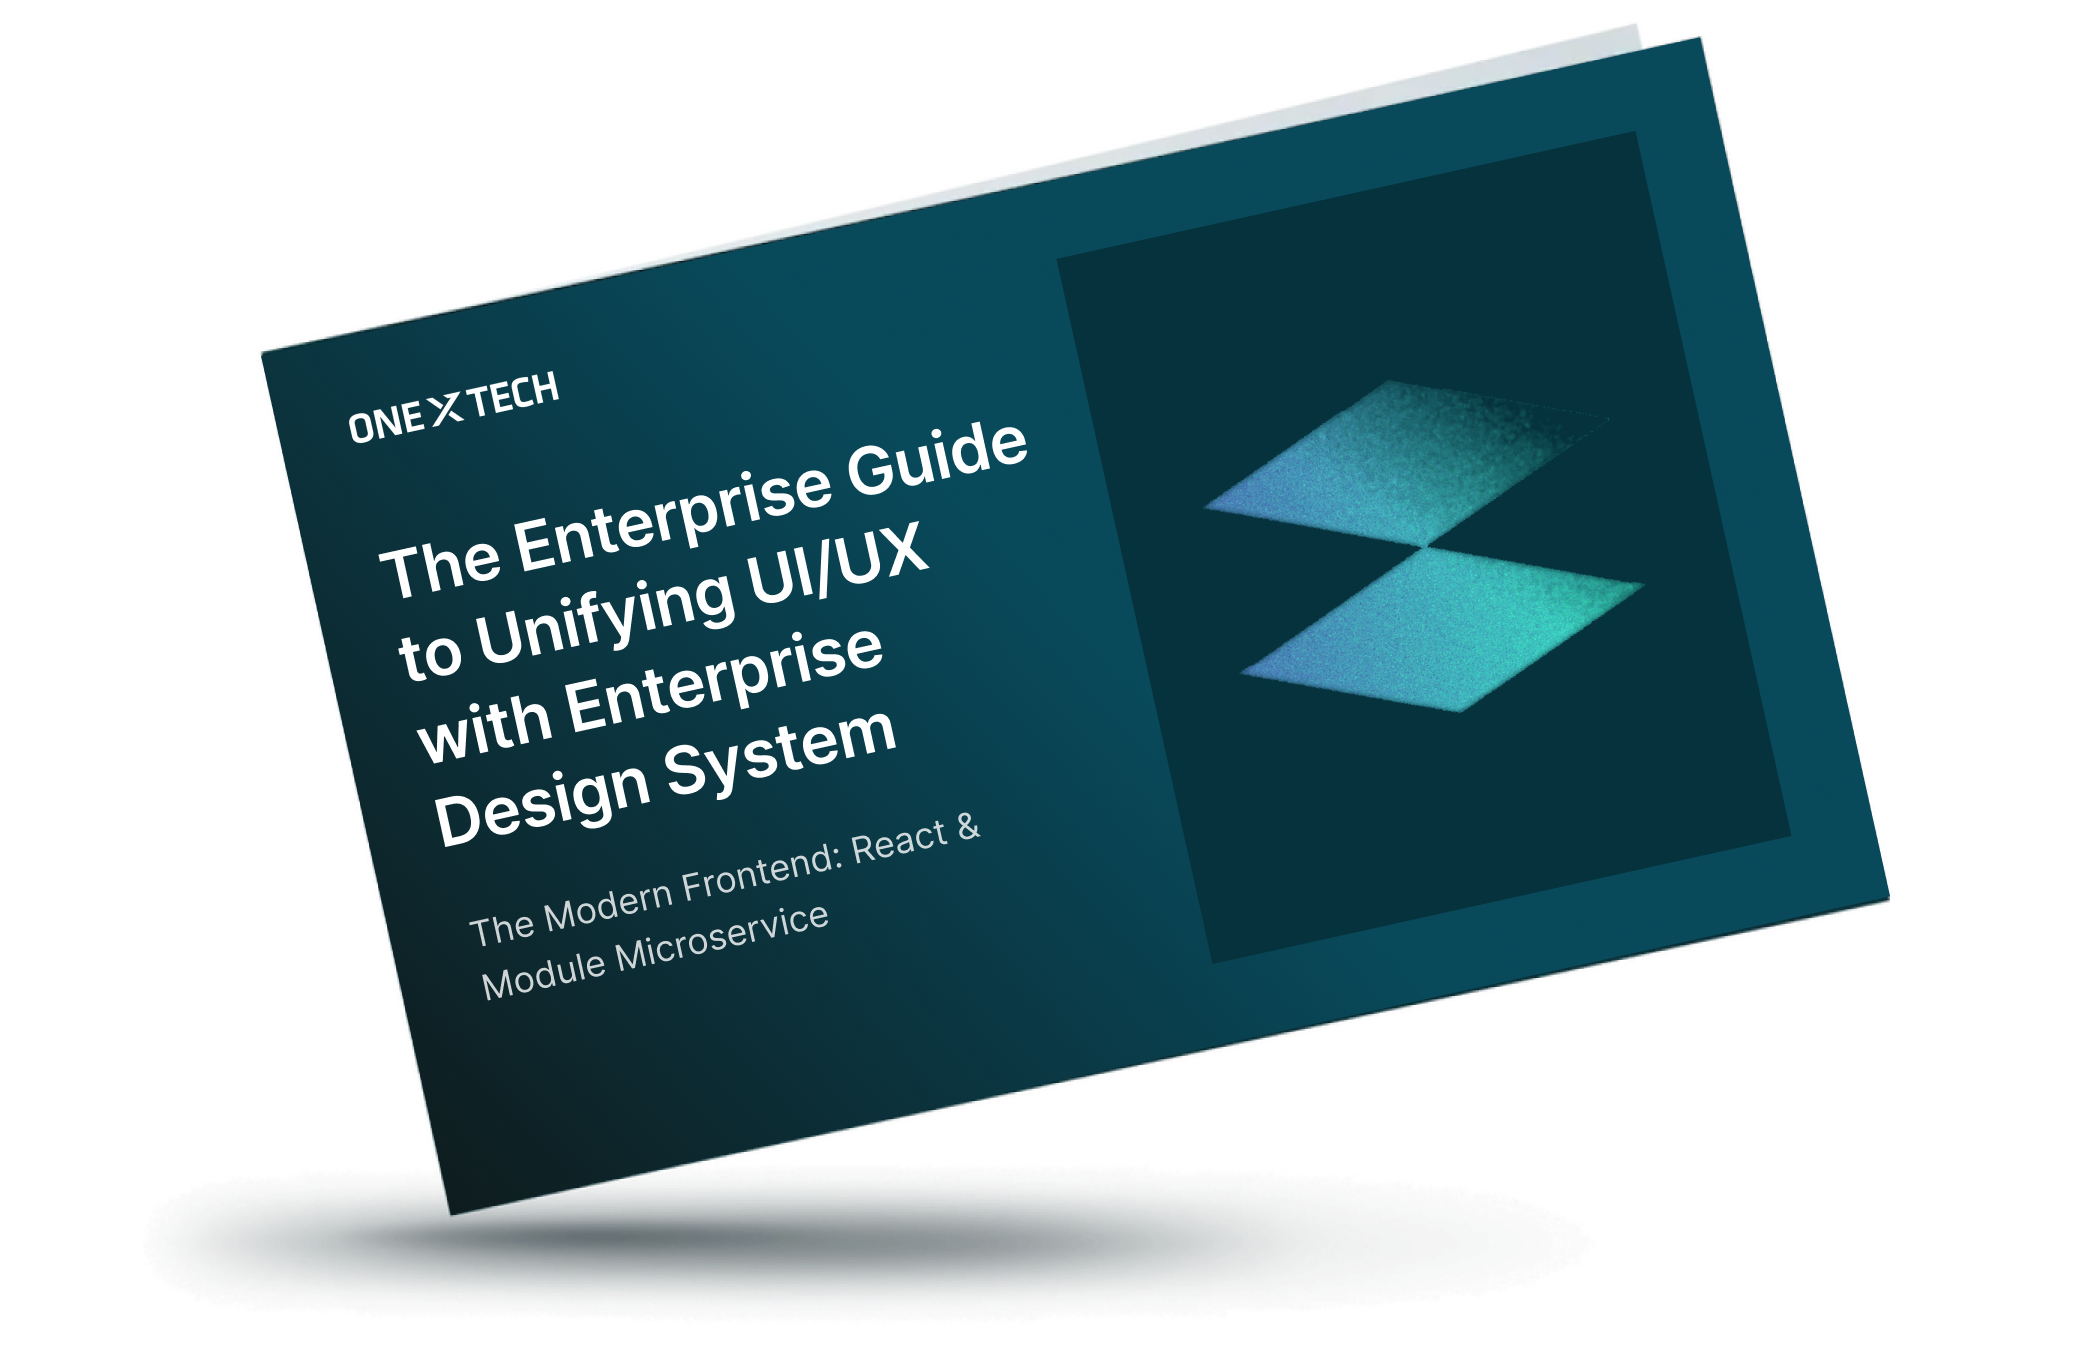 ONE X TECH
The Enterprise Guide
to Unifying UI/UX
with Enterprise
Design System
The Modern Frontend: React &
Module Microservice